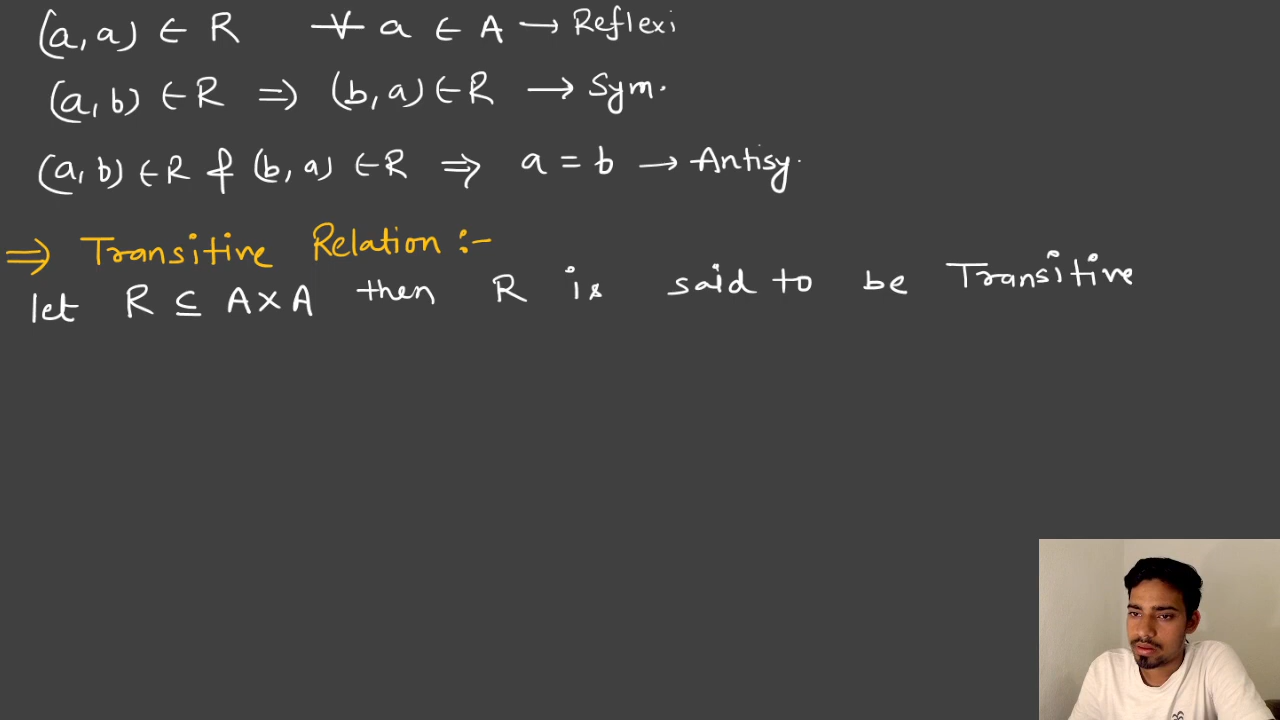 (a, a) ∈ R ∀ a ∈ A → Reflexi
(a, b) ∈ R ⇒ (b, a) ∈ R → Sym.
(a, b) ∈ R & (b, a) ∈ R ⇒ a = b → Antisy.
⇒ Transitive Relation :-
let R ⊆ A×A then R is said to be Transitive